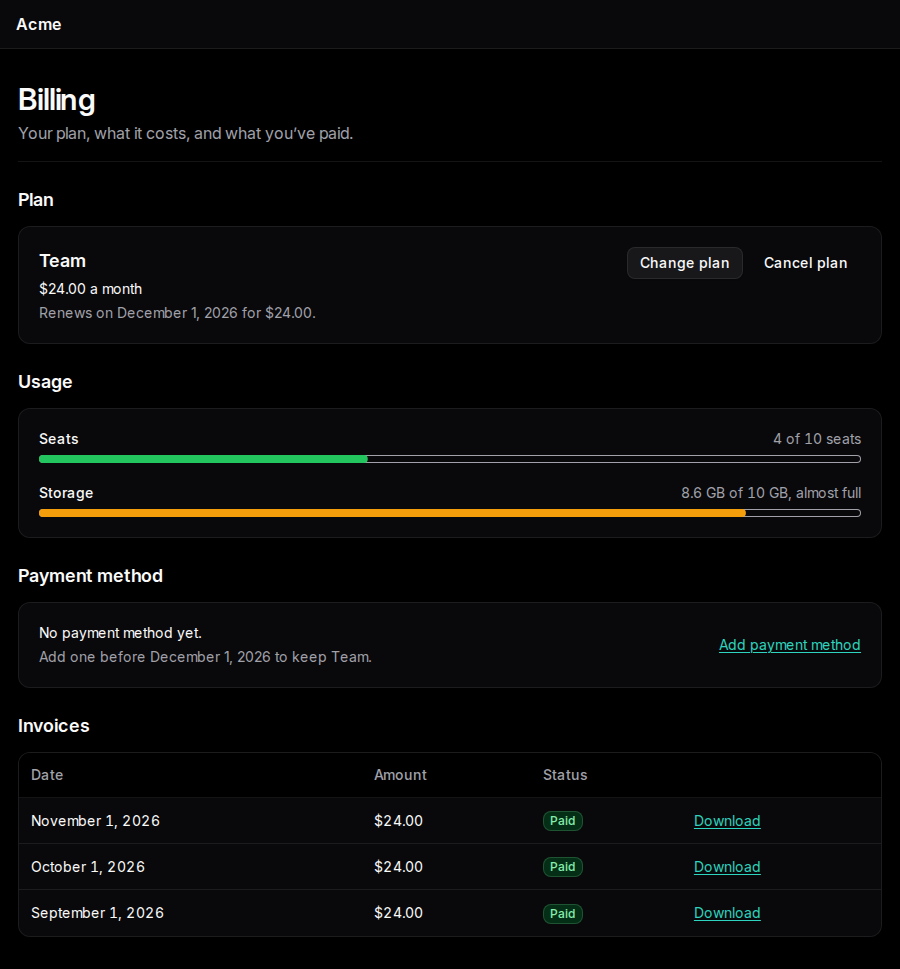 Acme
Billing
Your plan, what it costs, and what you've paid.
Plan
Team
Change plan
Cancel plan
$24.00 a month
Renews on December 1, 2026 for $24.00.
Usage
Seats
4 of 10 seats
Storage
8.6 GB of 10 GB, almost full
Payment method
No payment method yet.
Add one before December 1, 2026 to keep Team.
Add payment method
Invoices
Date Amount Status
November 1, 2026 $24.00 Paid Download
October 1, 2026 $24.00 Paid Download
September 1, 2026 $24.00 Paid Download